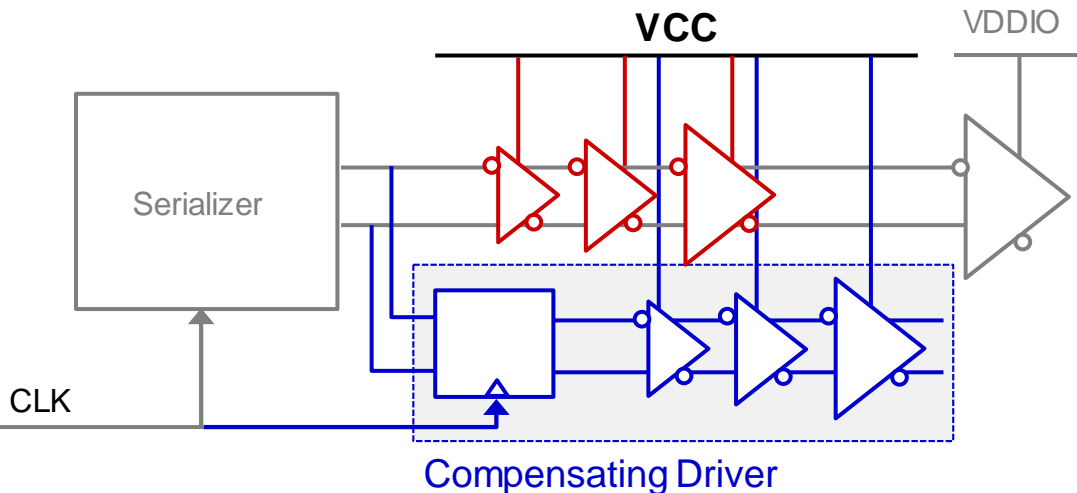 VCC
VDDIO
Serializer
CLK
Compensating Driver